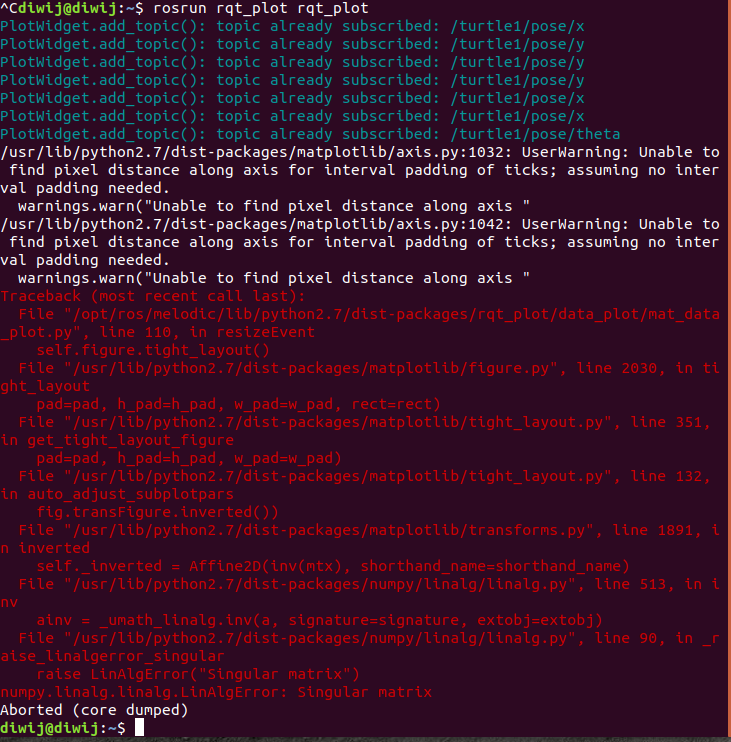 ^Cdiwij@diwij:~$ rosrun rqt_plot rqt_plot
PlotWidget.add_topic(): topic already subscribed: /turtle1/pose/x
PlotWidget.add_topic(): topic already subscribed: /turtle1/pose/y
PlotWidget.add_topic(): topic already subscribed: /turtle1/pose/y
PlotWidget.add_topic(): topic already subscribed: /turtle1/pose/y
PlotWidget.add_topic(): topic already subscribed: /turtle1/pose/x
PlotWidget.add_topic(): topic already subscribed: /turtle1/pose/x
PlotWidget.add_topic(): topic already subscribed: /turtle1/pose/theta
/usr/lib/python2.7/dist-packages/matplotlib/axis.py:1032: UserWarning: Unable to
 find pixel distance along axis for interval padding of ticks; assuming no inter
val padding needed.
  warnings.warn("Unable to find pixel distance along axis "
/usr/lib/python2.7/dist-packages/matplotlib/axis.py:1042: UserWarning: Unable to
 find pixel distance along axis for interval padding of ticks; assuming no inter
val padding needed.
  warnings.warn("Unable to find pixel distance along axis "
Traceback (most recent call last):
  File "/opt/ros/melodic/lib/python2.7/dist-packages/rqt_plot/data_plot/mat_data
_plot.py", line 110, in resizeEvent
    self.figure.tight_layout()
  File "/usr/lib/python2.7/dist-packages/matplotlib/figure.py", line 2030, in ti
ght_layout
    pad=pad, h_pad=h_pad, w_pad=w_pad, rect=rect)
  File "/usr/lib/python2.7/dist-packages/matplotlib/tight_layout.py", line 351, 
in get_tight_layout_figure
    pad=pad, h_pad=h_pad, w_pad=w_pad)
  File "/usr/lib/python2.7/dist-packages/matplotlib/tight_layout.py", line 132, 
in auto_adjust_subplotpars
    fig.transFigure.inverted())
  File "/usr/lib/python2.7/dist-packages/matplotlib/transforms.py", line 1891, i
n inverted
    self._inverted = Affine2D(inv(mtx), shorthand_name=shorthand_name)
  File "/usr/lib/python2.7/dist-packages/numpy/linalg/linalg.py", line 513, in i
nv
    ainv = _umath_linalg.inv(a, signature=signature, extobj=extobj)
  File "/usr/lib/python2.7/dist-packages/numpy/linalg/linalg.py", line 90, in _r
aise_linalgerror_singular
    raise LinAlgError("Singular matrix")
numpy.linalg.linalg.LinAlgError: Singular matrix
Aborted (core dumped)
diwij@diwij:~$